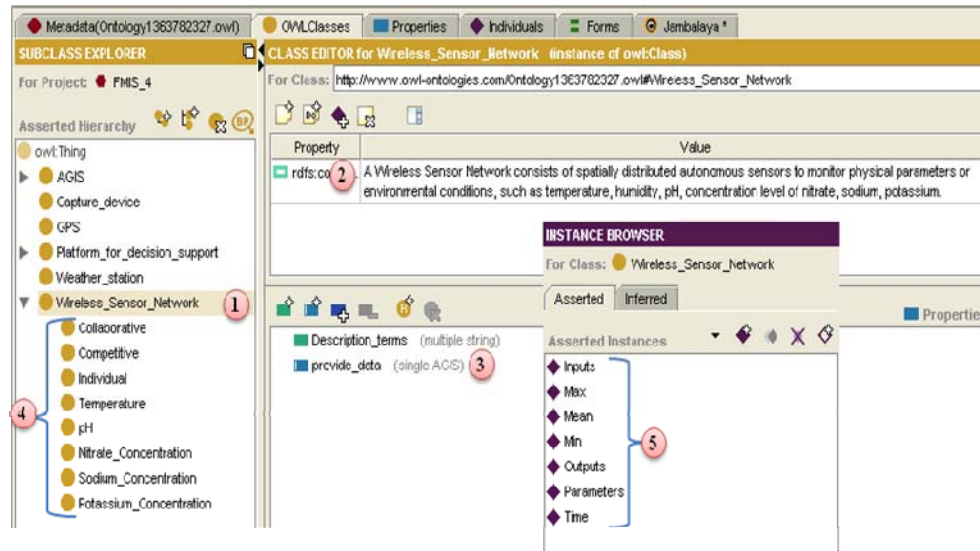 Metadata(Ontology1363782327.owl)
OWLClasses
Properties
Individuals
Forms
Jambalaya *
SUBCLASS EXPLORER
For Project: FMIS_4
Asserted Hierarchy
owl:Thing
AGIS
Capture_device
GPS
Platform_for_decision_support
Weather_station
Wireless_Sensor_Network
1
Collaborative
Competitive
Individual
Temperature
pH
Nitrate_Concentration
Sodium_Concentration
Potassium_Concentration
4
CLASS EDITOR for Wireless_Sensor_Network (instance of owl:Class)
For Class: http://www.owl-ontologies.com/Ontology1363782327.owl#Wireless_Sensor_Network
Property Value
rdfs:co
2
A Wireless Sensor Network consists of spatially distributed autonomous sensors to monitor physical parameters or
environmental conditions, such as temperature, humidity, pH, concentration level of nitrate, sodium, potassium.
Description_terms (multiple string)
provide_data (single AGIS)
3
INSTANCE BROWSER
For Class: Wireless_Sensor_Network
Asserted Inferred
Asserted Instances
Inputs
Max
Mean
Min
Outputs
Parameters
Time
5
Propertie